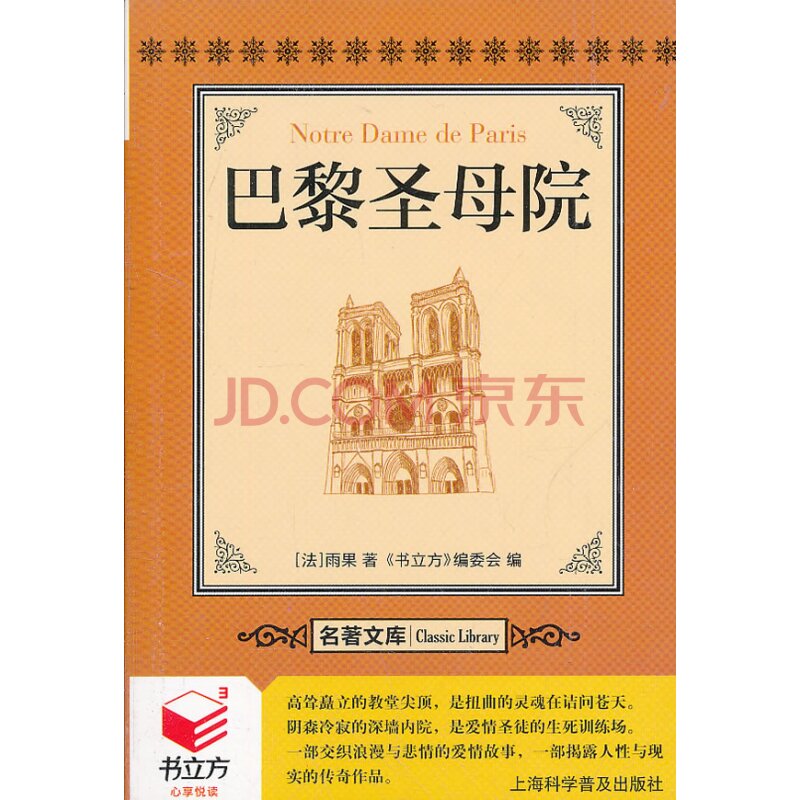 Notre Dame de Paris
巴黎圣母院
JD.COM 京东
[法]雨果 著《书立方》编委会 编
名著文库 Classic Library
高耸矗立的教堂尖顶，是扭曲的灵魂在诘问苍天。
阴森冷寂的深墙内院，是爱情圣徒的生死训练场。
一部交织浪漫与悲情的爱情故事，一部揭露人性与现
实的传奇作品。
上海科学普及出版社
3
书立方
心享悦读